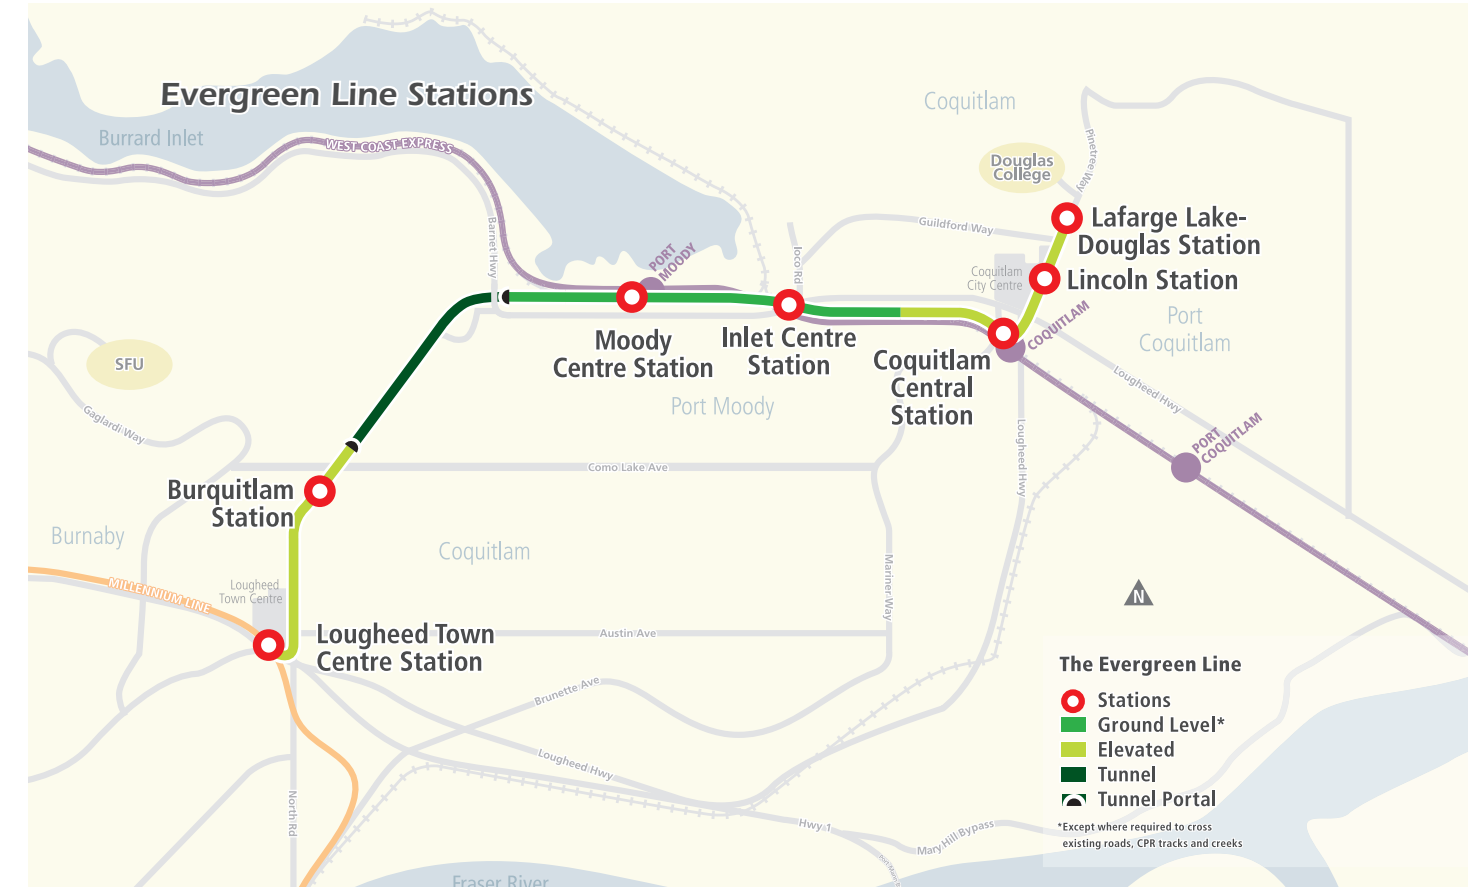 Evergreen Line Stations
Burrard Inlet
WEST COAST EXPRESS
Coquitlam
Douglas
College
Pinetree Way
Lafarge Lake-
Douglas Station
Guildford Way
Barnet Hwy
Ioco Rd
PORT
MOODY
Coquitlam
City Centre
Lincoln Station
Port
Coquitlam
COQUITLAM
Moody
Centre Station
Inlet Centre
Station
Coquitlam
Central
Station
SFU
Gaglardi Way
Port Moody
Lougheed Hwy
PORT
COQUITLAM
Lougheed Hwy
Como Lake Ave
Burquitlam
Station
Burnaby
Coquitlam
Mariner Way
MILLENNIUM LINE
Lougheed
Town Centre
N
Lougheed Town
Centre Station
Austin Ave
Brunette Ave
Lougheed Hwy
North Rd
Hwy 1
Mary Hill Bypass
Fraser River
The Evergreen Line
Stations
Ground Level*
Elevated
Tunnel
Tunnel Portal
*Except where required to cross
existing roads, CPR tracks and creeks